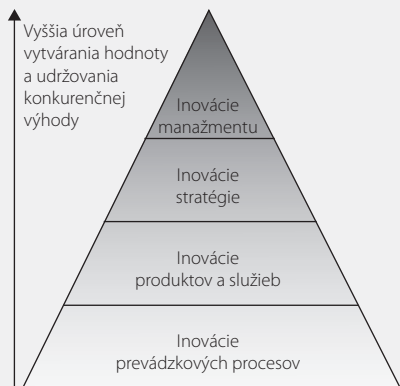 Vyššia úroveň
vytvárania hodnoty
a udržovania
konkurenčnej
výhody
Inovácie
manažmentu
Inovácie
stratégie
Inovácie
produktov a služieb
Inovácie
prevádzkových procesov